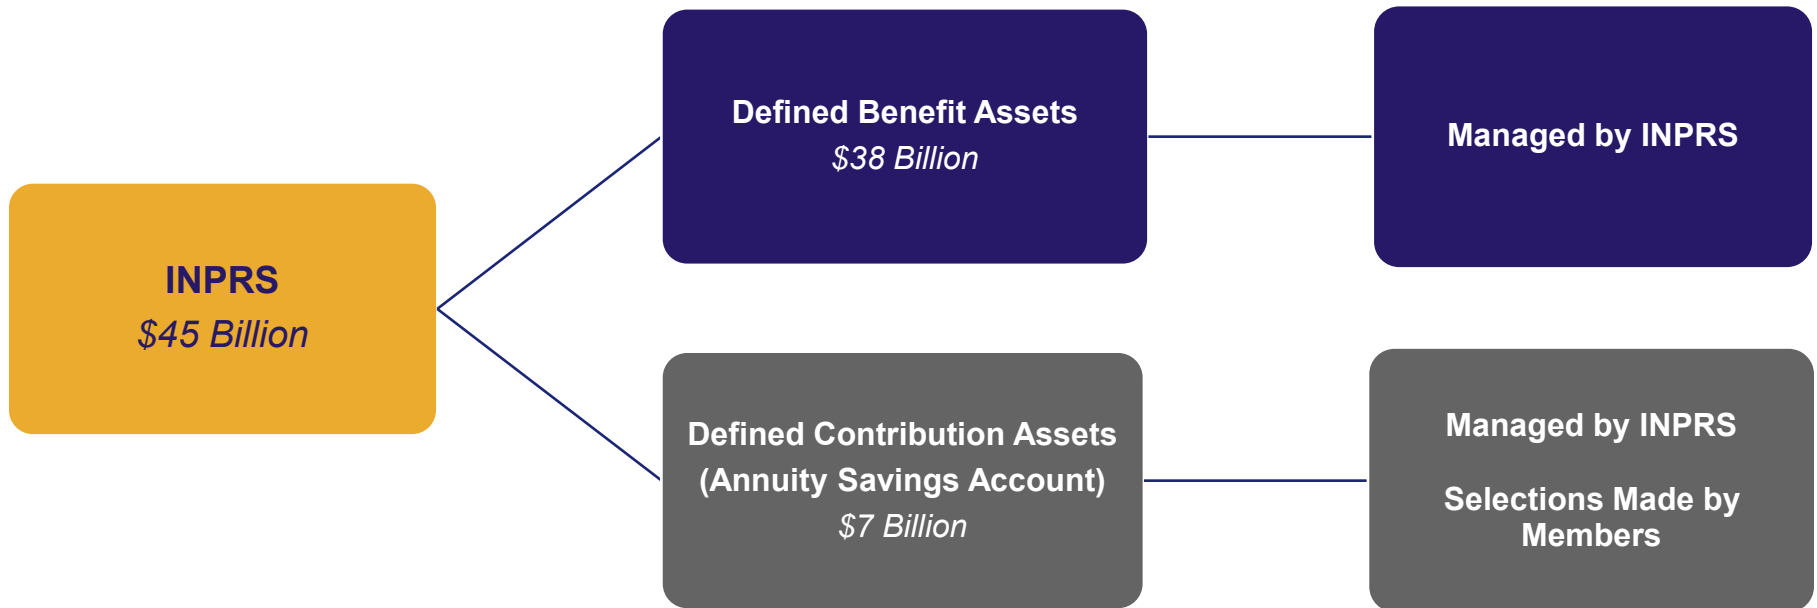 INPRS
$45 Billion
Defined Benefit Assets
$38 Billion
Managed by INPRS
Defined Contribution Assets
(Annuity Savings Account)
$7 Billion
Managed by INPRS
Selections Made by
Members